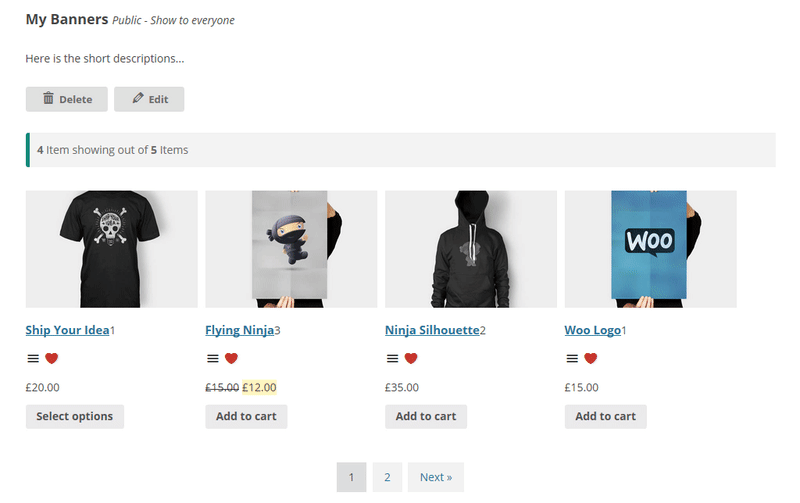 My Banners Public - Show to everyone
Here is the short descriptions...
Delete Edit
4 Item showing out of 5 Items
WOO
Ship Your Idea1 Flying Ninja3 Ninja Silhouette2 Woo Logo1
£20.00 £15.00 £12.00 £35.00 £15.00
Select options Add to cart Add to cart Add to cart
1 2 Next »